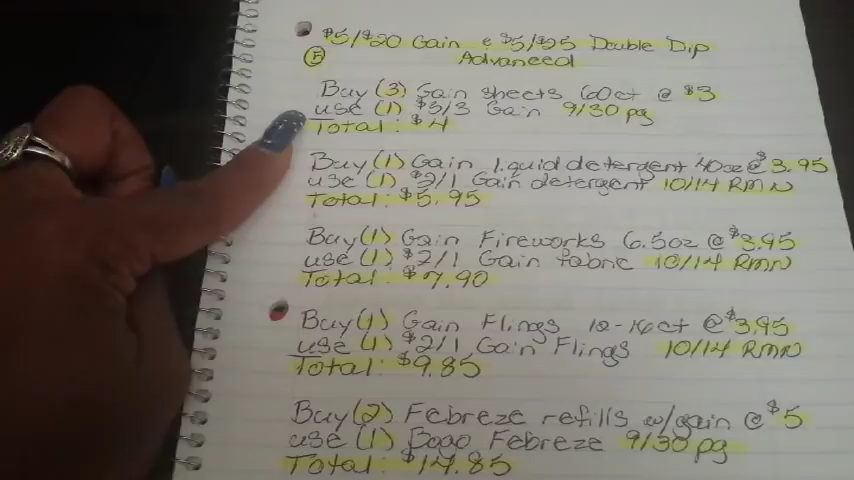 $5/$20 Gain @ $5/$25 Double Dip
F Advanced
Buy (3) Gain sheets 60ct @ $3
use (1) $5/3 Gain 9/30 pg
Total: $4
Buy (1) Gain liquid detergent 40oz @ $3.95
use (1) $2/1 Gain detergent 10/14 RMN
Total: $5.95
Buy (1) Gain Fireworks 6.5oz @ $3.95
use (1) $2/1 Gain fabric 10/14 RMN
Total: $7.90
Buy (1) Gain Flings 12-16ct @ $3.95
use (1) $2/1 Gain Flings 10/14 RMN
Total: $9.85
Buy (2) Febreze refills w/gain @ $5
use (1) Bogo Febreze 9/30 pg
Total: $14.85